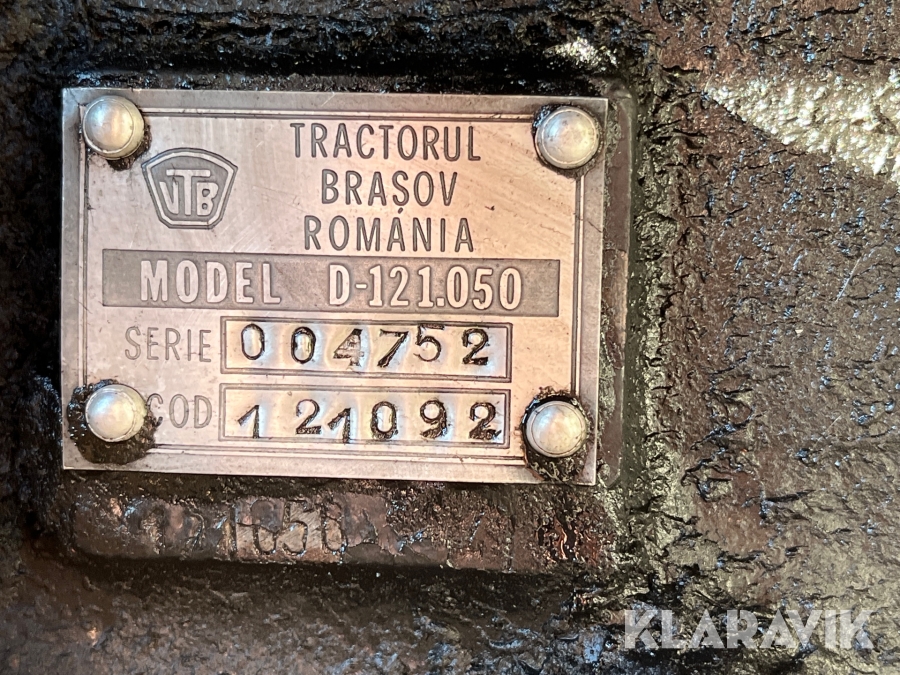 UTB
TRACTORUL
BRAȘOV
ROMÂNIA
MODEL D-121.050
SERIE 004752
COD 121092
KLARAVIK